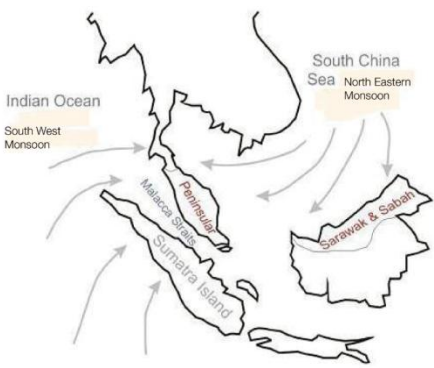 South China
Sea
North Eastern
Monsoon
Indian Ocean
South West
Monsoon
Malacca Straits
Peninsular
Sarawak & Sabah
Sumatra Island